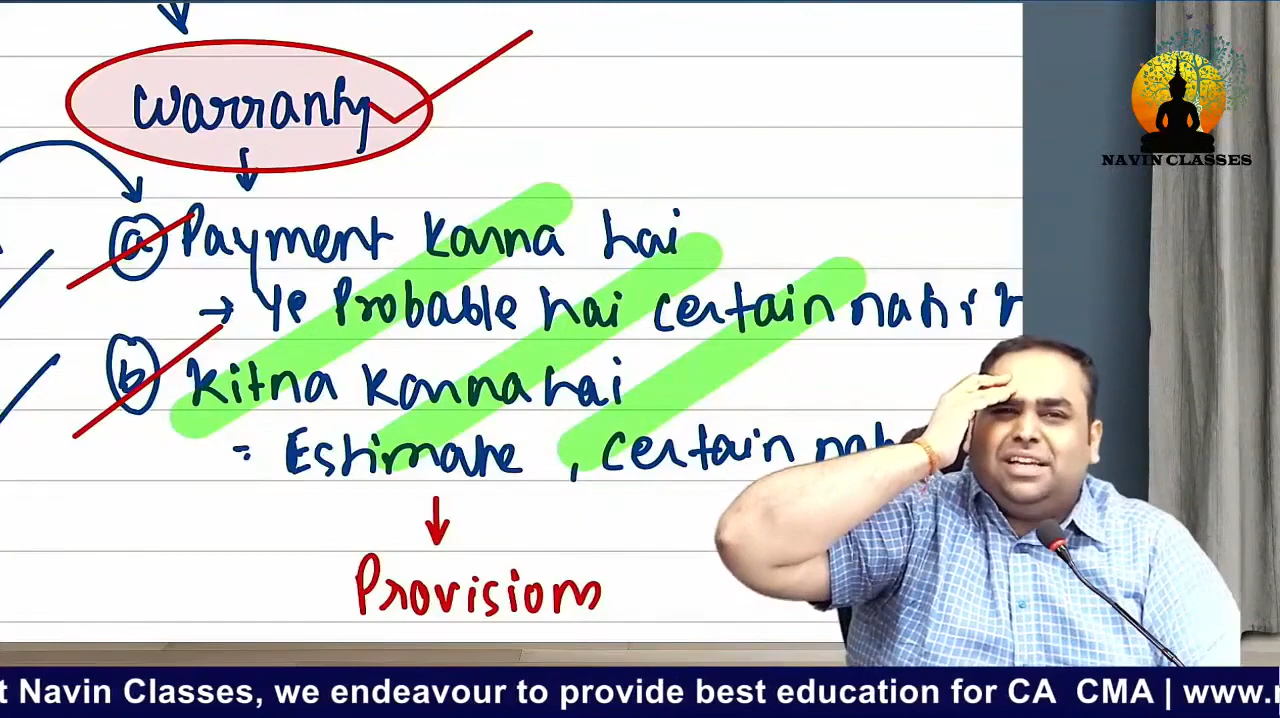 warranty
NAVIN CLASSES
a Payment karna hai
→ ye Probable hai certain nahi
b kitna karna hai
= Estimate , certain
↓
Provision
t Navin Classes, we endeavour to provide best education for CA CMA | www.